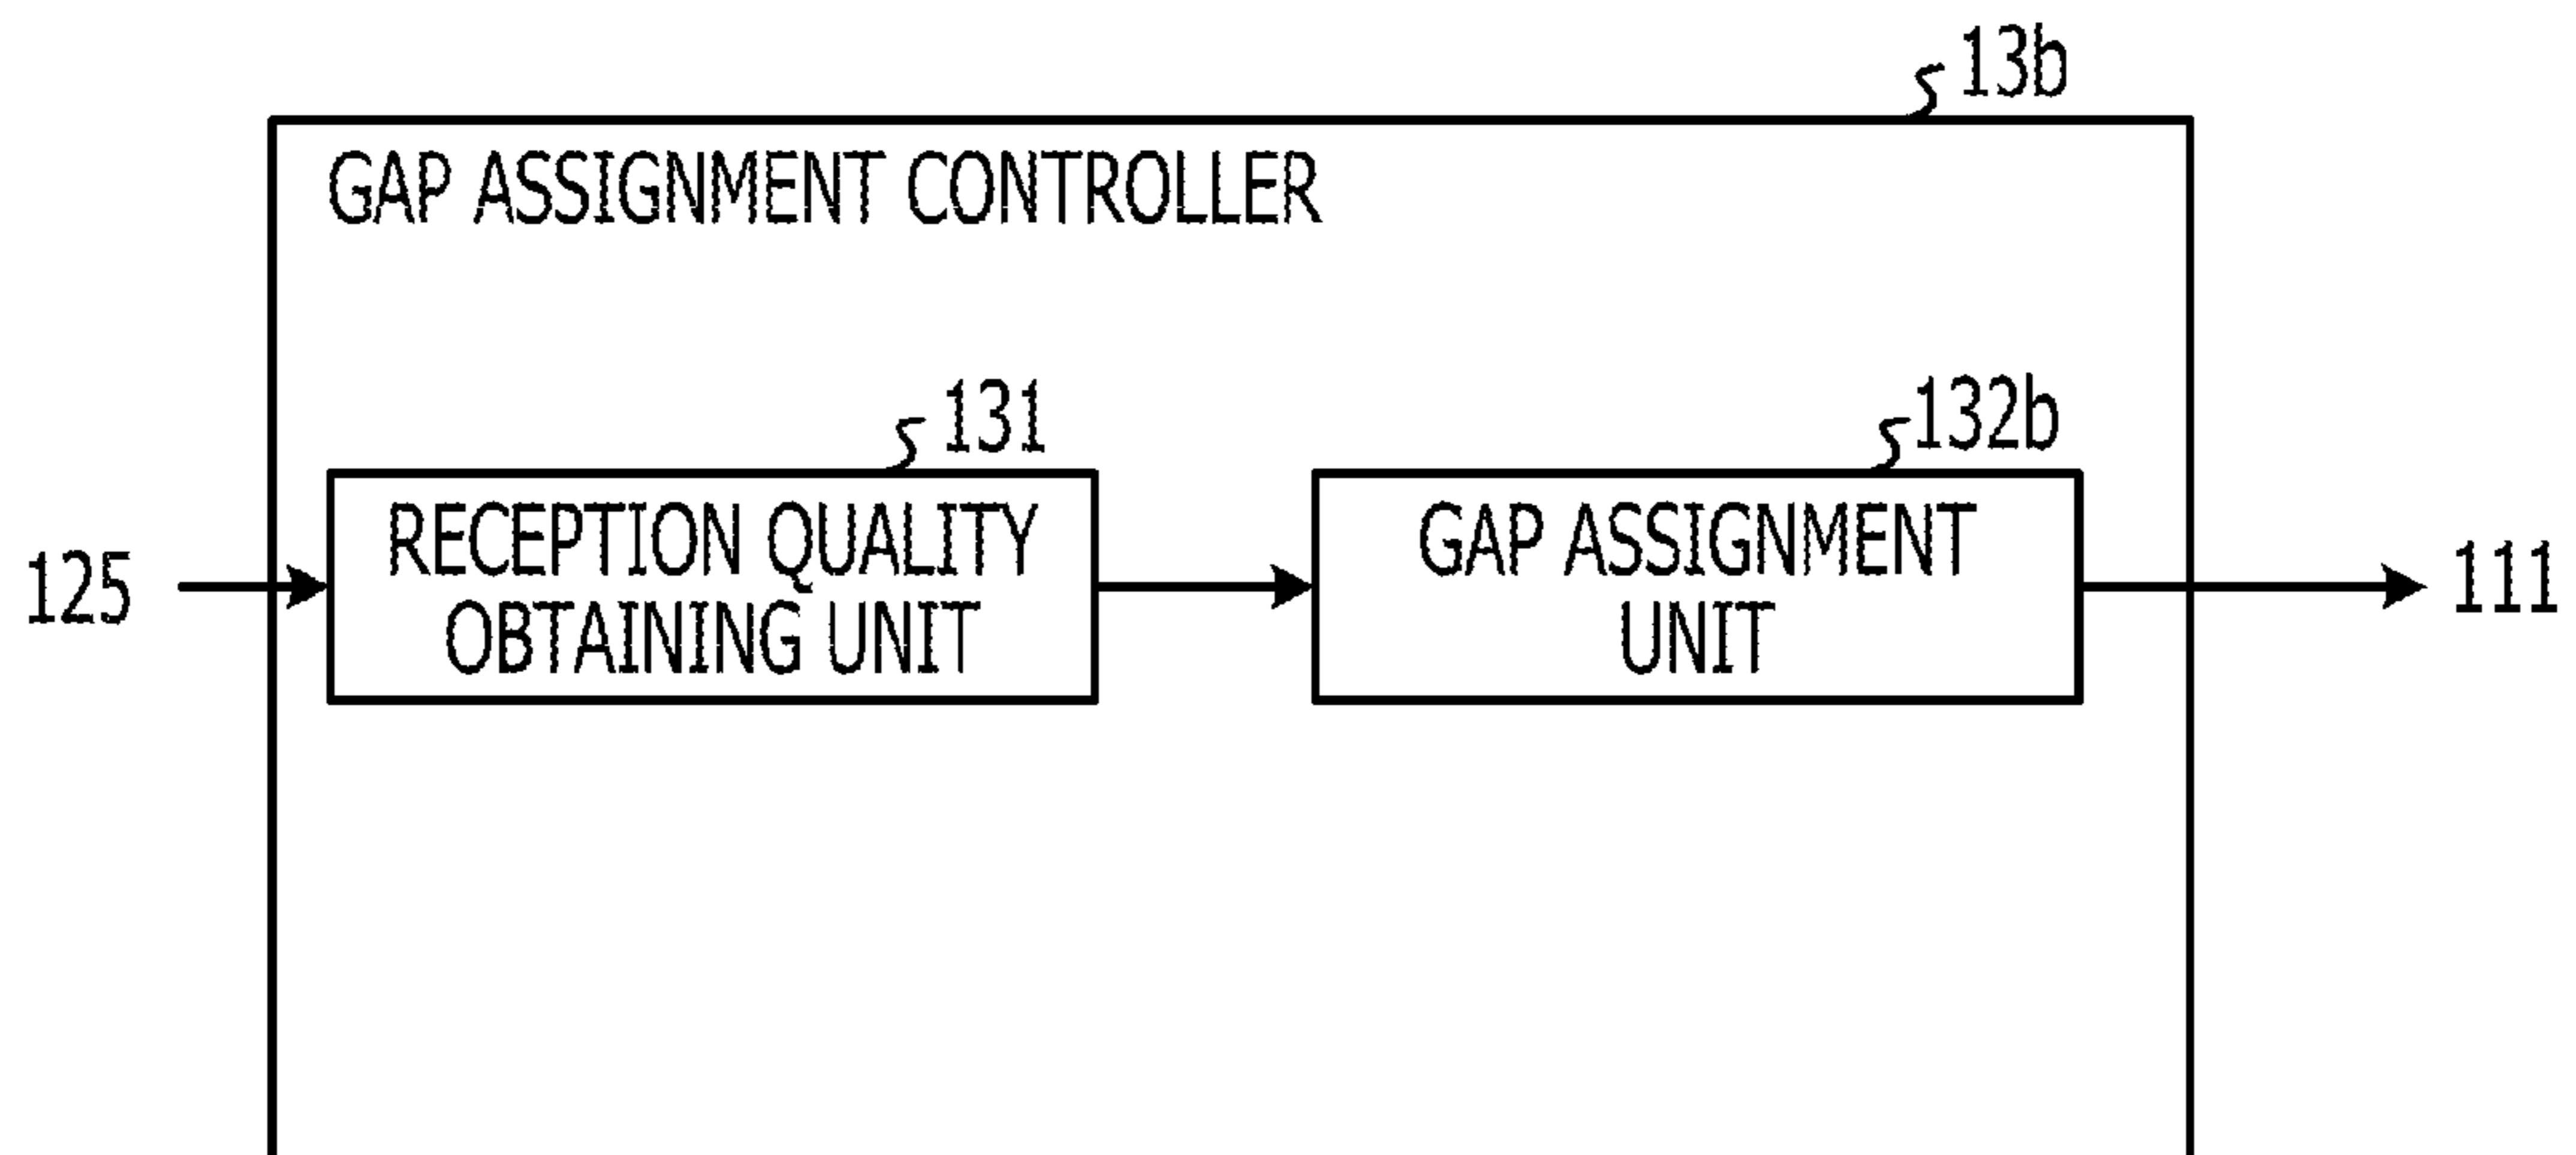 13b
GAP ASSIGNMENT CONTROLLER
131
132b
125
RECEPTION QUALITY
OBTAINING UNIT
GAP ASSIGNMENT
UNIT
111